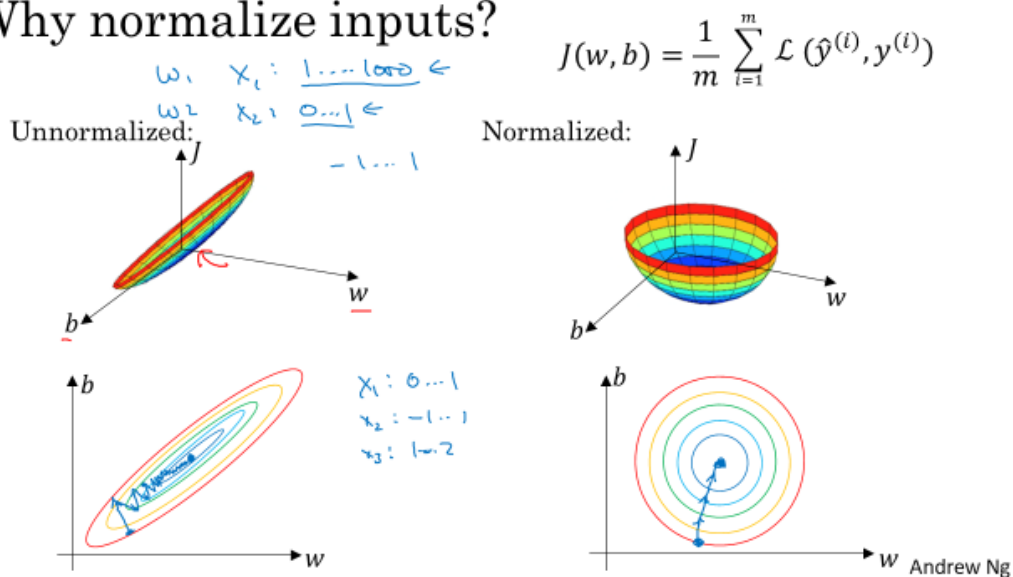 Why normalize inputs?
J(w, b) = 1/m ∑_{i=1}^{m} ℒ (ŷ^(i), y^(i))
w₁ x₁: 1....1000 ←
w2 x₂: 0...1 ←
-1...1
Unnormalized:
Normalized:
J
w
b
J
w
b
b
w
x₁: 0...1
x₂: -1..1
x₃: 1...2
b
w
Andrew Ng